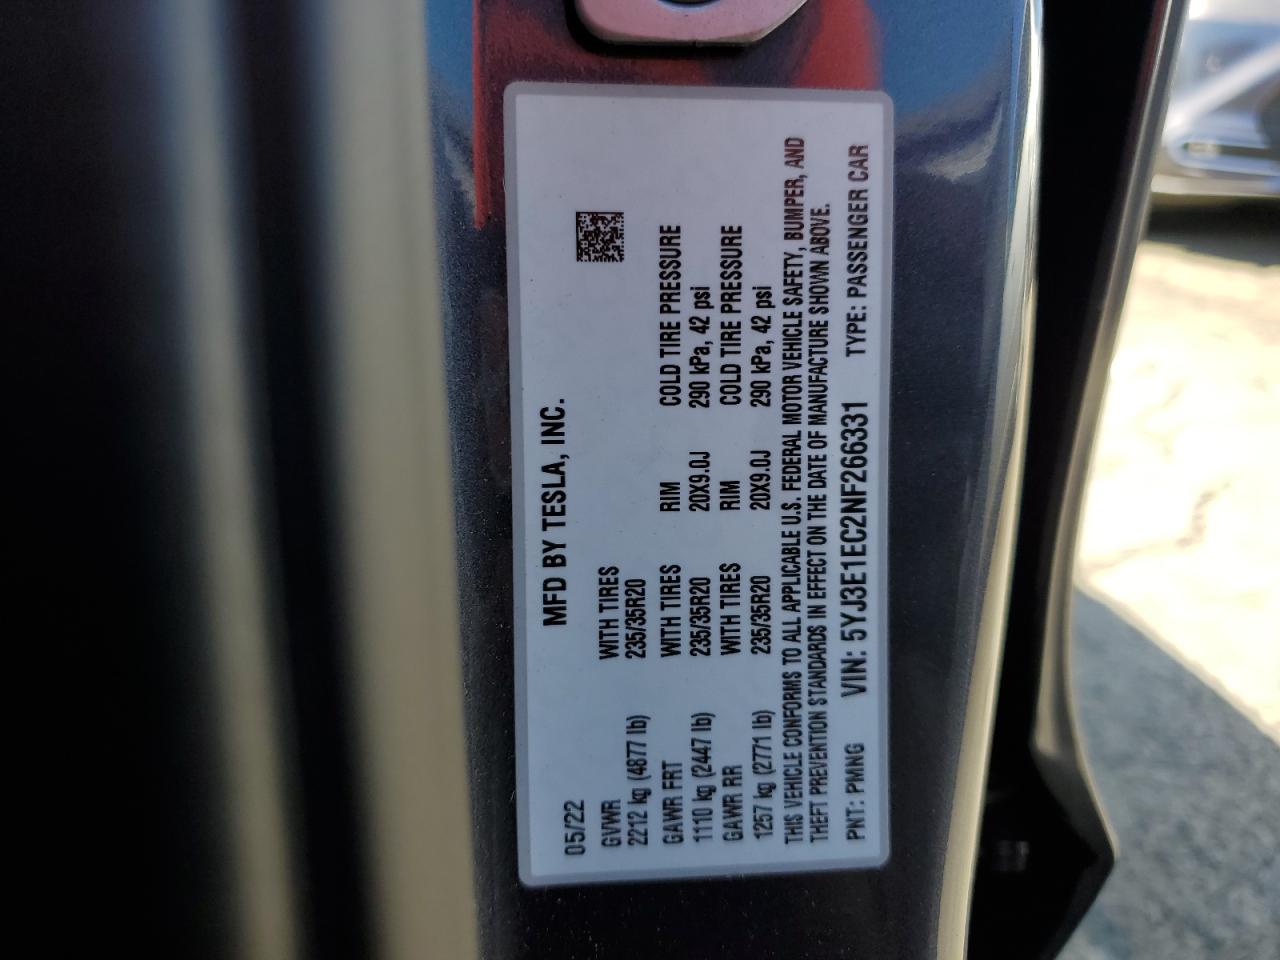 MFD BY TESLA, INC.
05/22
GVWR WITH TIRES
2212 kg (4877 lb) 235/35R20
GAWR FRT WITH TIRES RIM COLD TIRE PRESSURE
1110 kg (2447 lb) 235/35R20 20X9.0J 290 kPa, 42 psi
GAWR RR WITH TIRES RIM COLD TIRE PRESSURE
1257 kg (2771 lb) 235/35R20 20X9.0J 290 kPa, 42 psi
THIS VEHICLE CONFORMS TO ALL APPLICABLE U.S. FEDERAL MOTOR VEHICLE SAFETY, BUMPER, AND
THEFT PREVENTION STANDARDS IN EFFECT ON THE DATE OF MANUFACTURE SHOWN ABOVE.
PNT: PMNG VIN: 5YJ3E1EC2NF266331 TYPE: PASSENGER CAR